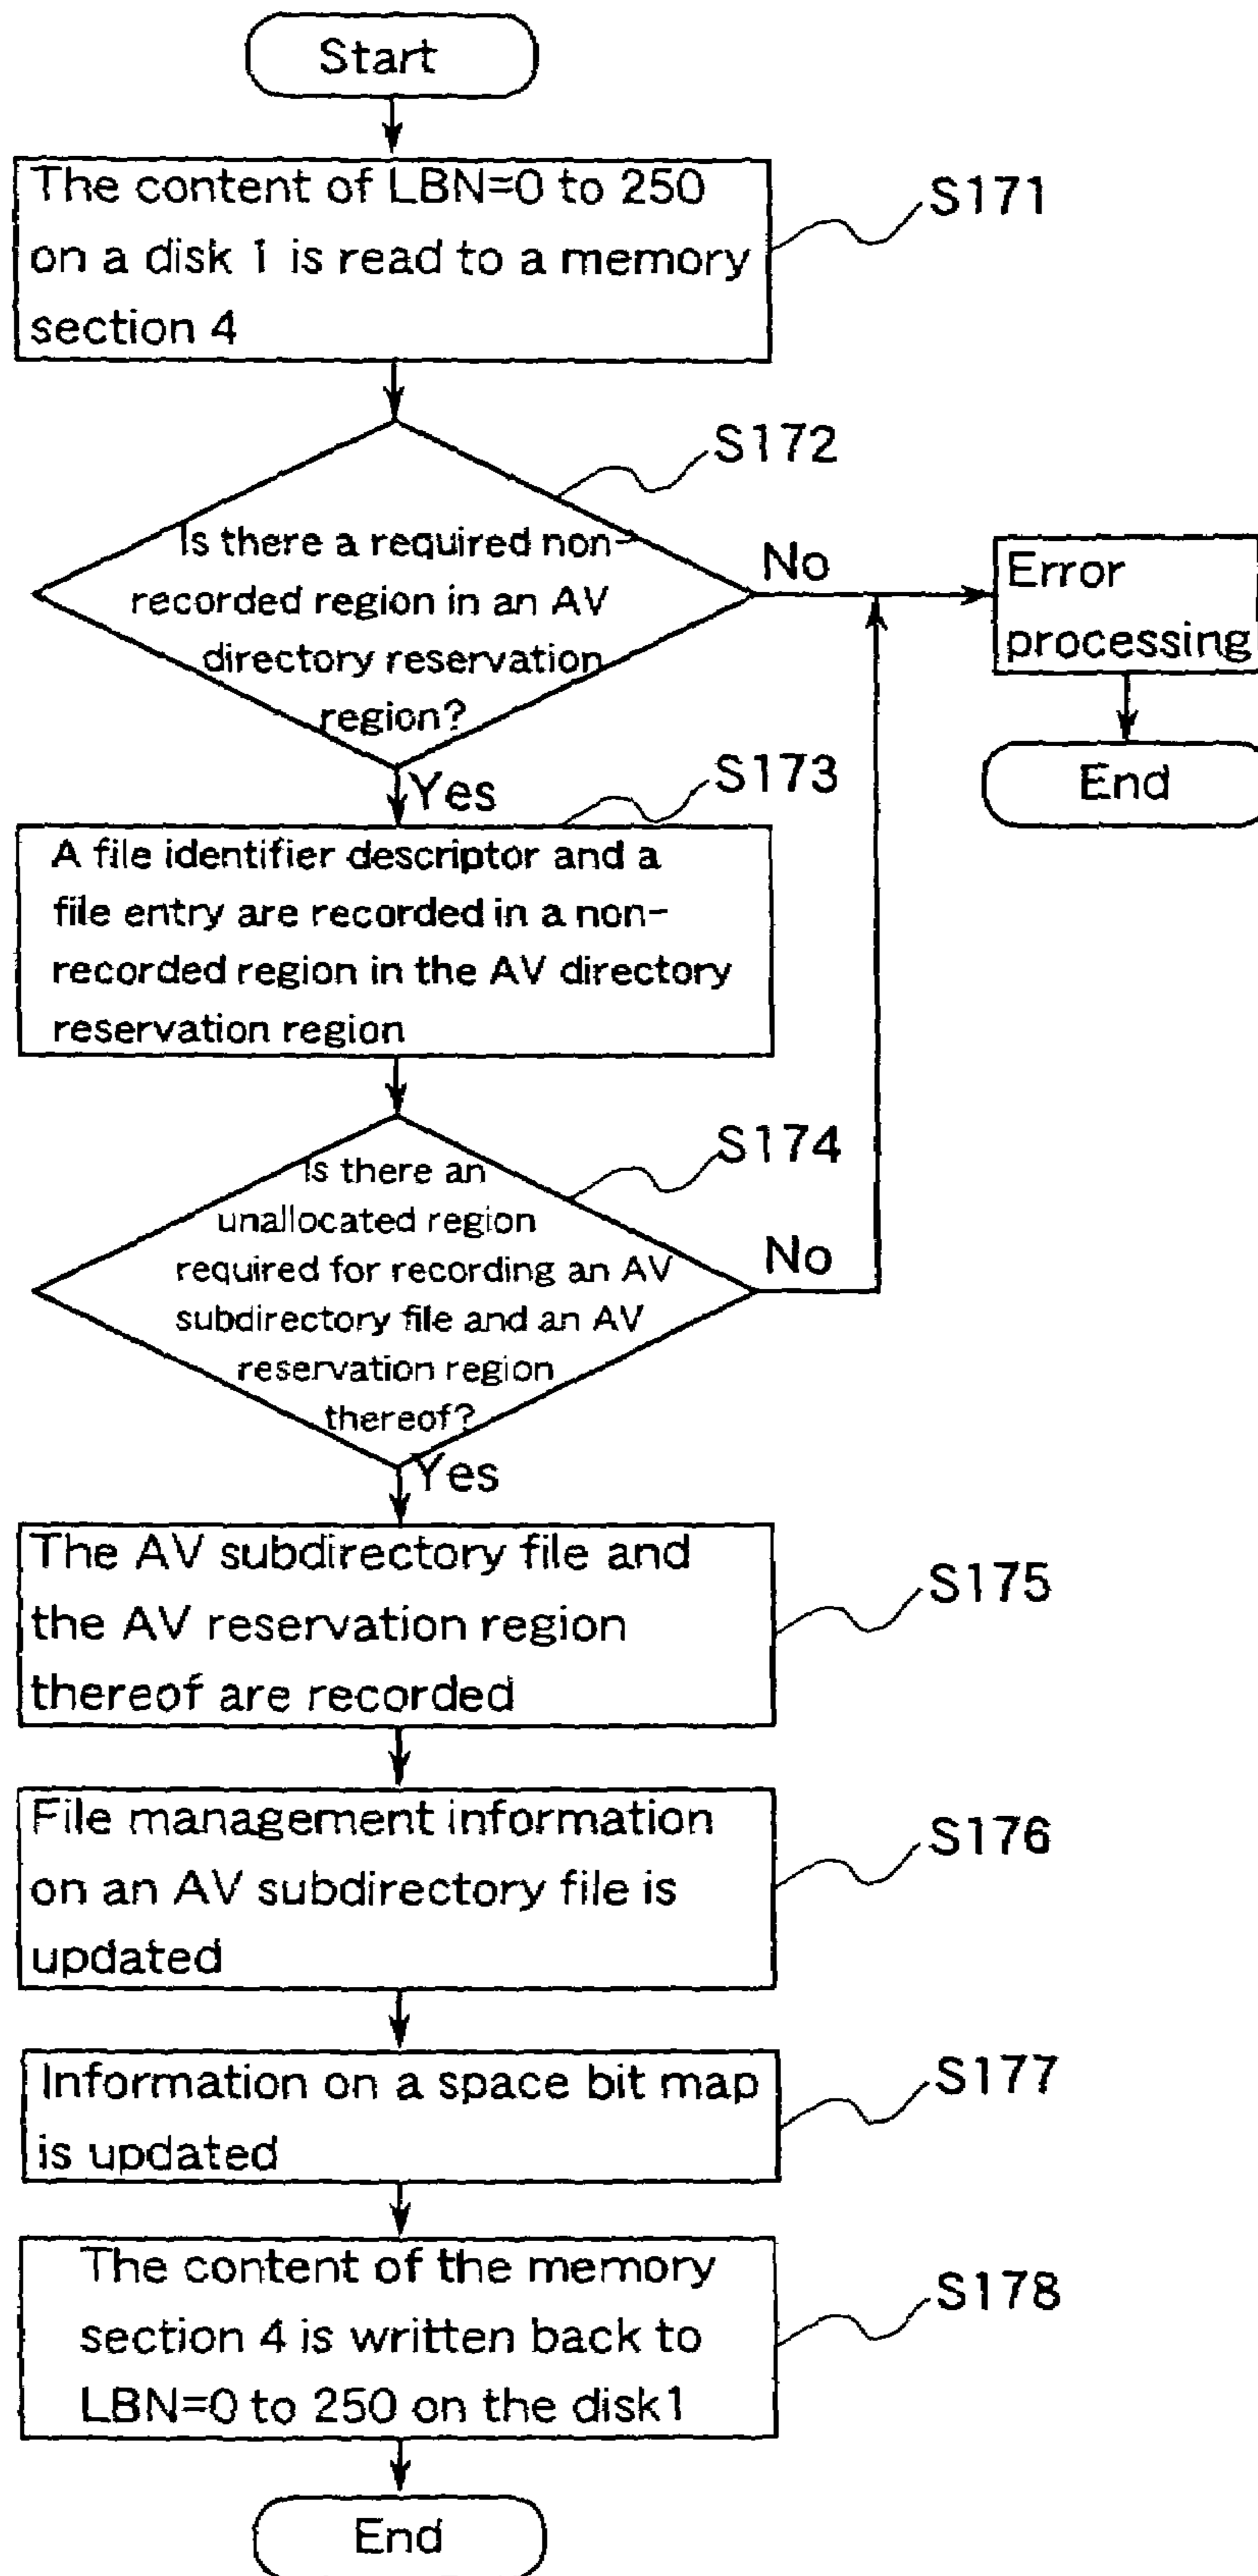 Start
The content of LBN=0 to 250
on a disk 1 is read to a memory
section 4
S171
S172
Is there a required non-
recorded region in an AV
directory reservation
region?
No
Error
processing
End
Yes
S173
A file identifier descriptor and a
file entry are recorded in a non-
recorded region in the AV directory
reservation region
S174
Is there an
unallocated region
required for recording an AV
subdirectory file and an AV
reservation region
thereof?
No
Yes
The AV subdirectory file and
the AV reservation region
thereof are recorded
S175
File management information
on an AV subdirectory file is
updated
S176
Information on a space bit map
is updated
S177
The content of the memory
section 4 is written back to
LBN=0 to 250 on the disk1
S178
End